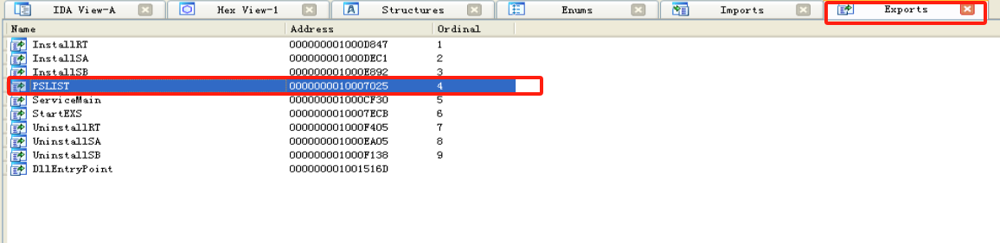 IDA View-A Hex View-1 Structures Enums Imports Exports
Name Address Ordinal
InstallRT 000000001000D847 1
InstallSA 000000001000DEC1 2
InstallSB 000000001000E892 3
PSLIST 0000000010007025 4
ServiceMain 000000001000CF30 5
StartEXS 0000000010007ECB 6
UninstallRT 000000001000F405 7
UninstallSA 000000001000EA05 8
UninstallSB 000000001000F138 9
DllEntryPoint 000000001001516D